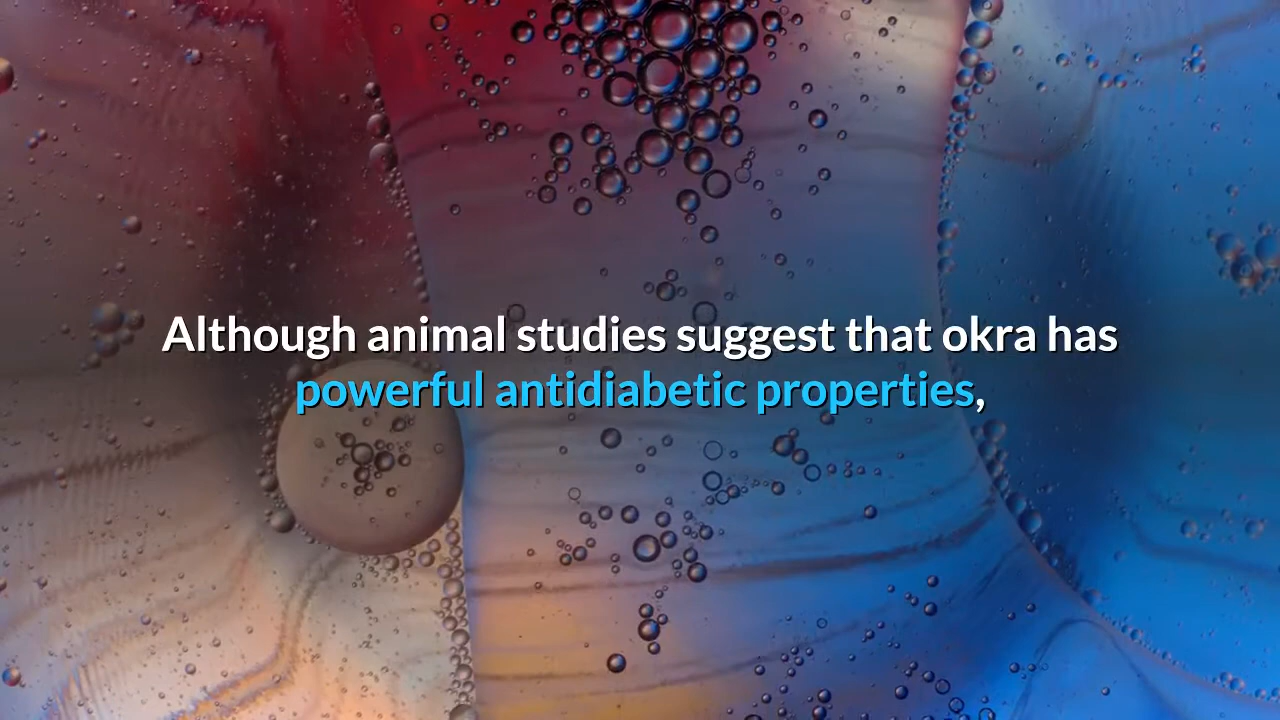 Although animal studies suggest that okra has
powerful antidiabetic properties,